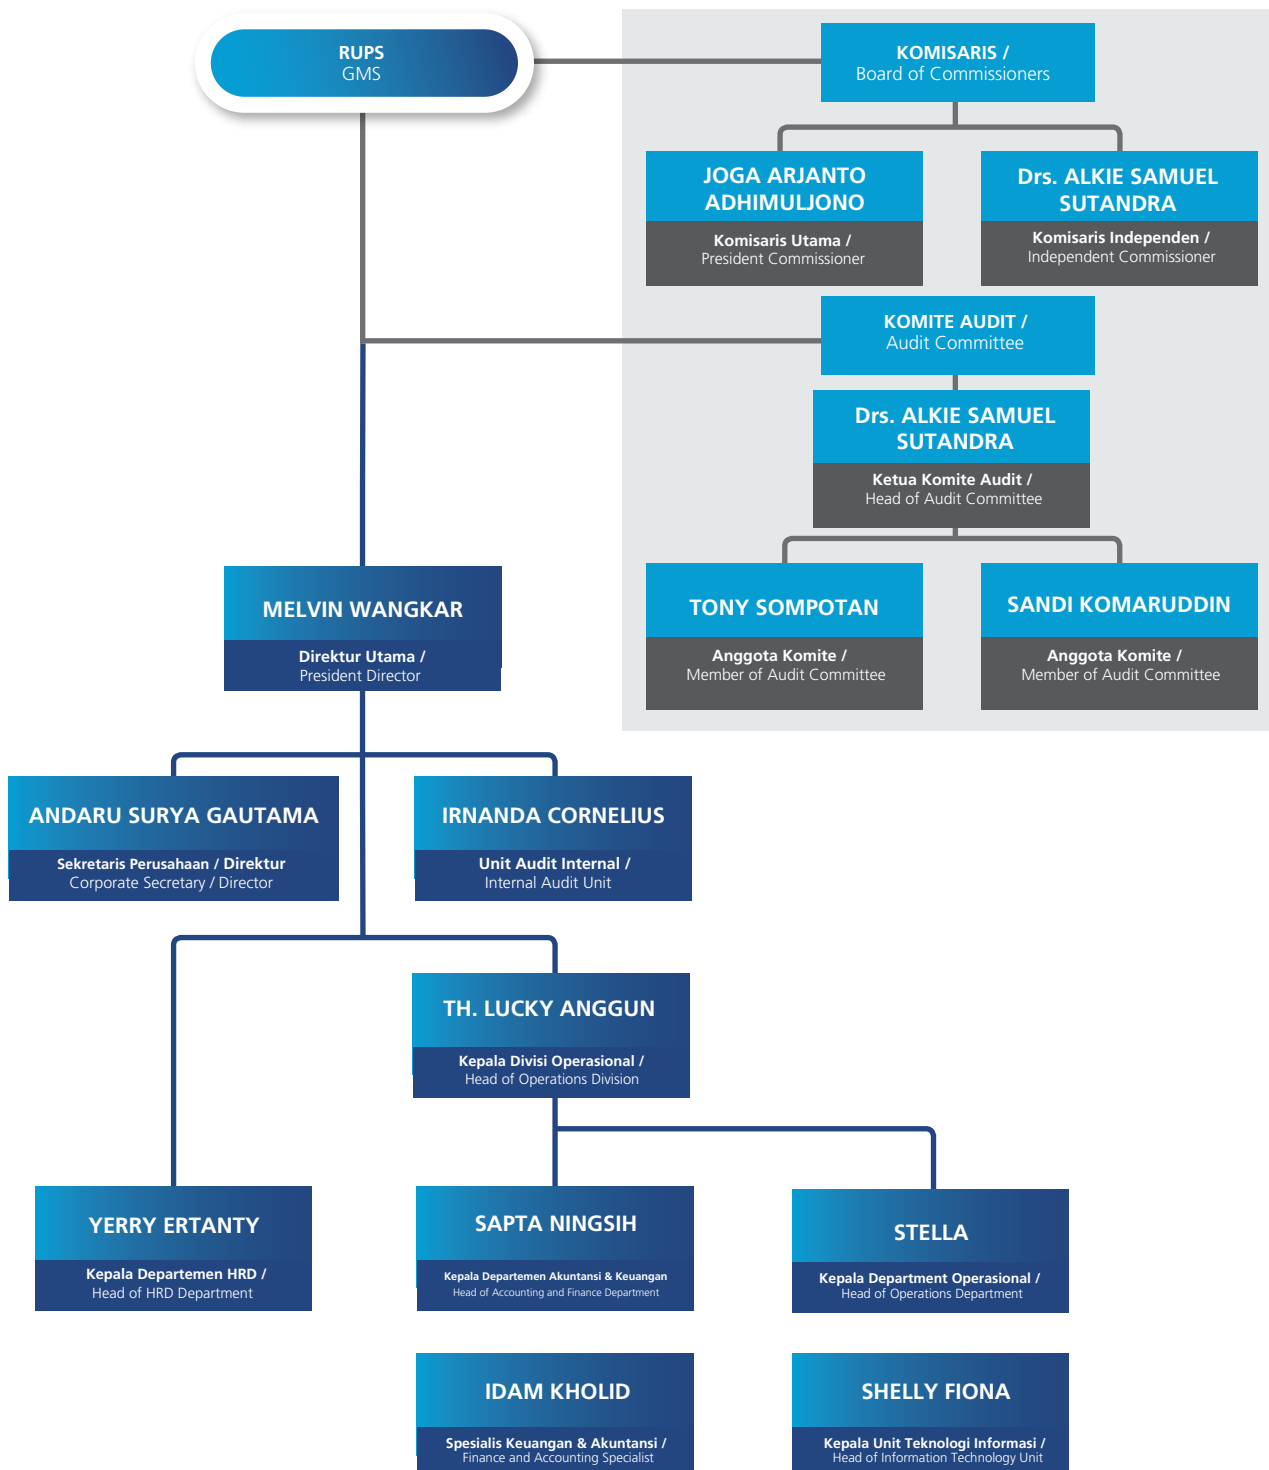 RUPS
GMS
KOMISARIS /
Board of Commissioners
JOGA ARJANTO
ADHIMULJONO
Komisaris Utama /
President Commissioner
Drs. ALKIE SAMUEL
SUTANDRA
Komisaris Independen /
Independent Commissioner
KOMITE AUDIT /
Audit Committee
Drs. ALKIE SAMUEL
SUTANDRA
Ketua Komite Audit /
Head of Audit Committee
TONY SOMPOTAN
Anggota Komite /
Member of Audit Committee
SANDI KOMARUDDIN
Anggota Komite /
Member of Audit Committee
MELVIN WANGKAR
Direktur Utama /
President Director
ANDARU SURYA GAUTAMA
Sekretaris Perusahaan / Direktur
Corporate Secretary / Director
IRNANDA CORNELIUS
Unit Audit Internal /
Internal Audit Unit
TH. LUCKY ANGGUN
Kepala Divisi Operasional /
Head of Operations Division
YERRY ERTANTY
Kepala Departemen HRD /
Head of HRD Department
SAPTA NINGSIH
Kepala Departemen Akuntansi & Keuangan
Head of Accounting and Finance Department
STELLA
Kepala Department Operasional /
Head of Operations Department
IDAM KHOLID
Spesialis Keuangan & Akuntansi /
Finance and Accounting Specialist
SHELLY FIONA
Kepala Unit Teknologi Informasi /
Head of Information Technology Unit